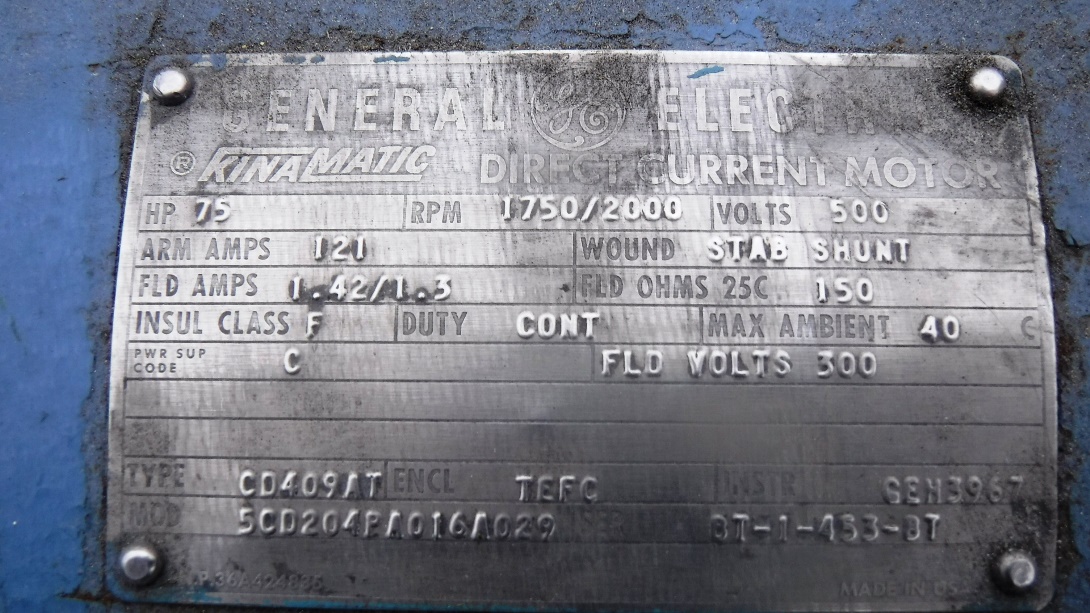 GENERAL GE ELECTRIC
® KINAMATIC DIRECT CURRENT MOTOR
HP 75 RPM 1750/2000 VOLTS 500
ARM AMPS 121 WOUND STAB SHUNT
FLD AMPS 1.42/1.3 FLD OHMS 25C 150
INSUL CLASS F DUTY CONT MAX AMBIENT 40 C
PWR SUP CODE C FLD VOLTS 300
TYPE CD409AT ENCL TEFC INSTR GEH3967
MOD 5CD204PA016A029 BT-1-453-BT
MADE IN USA